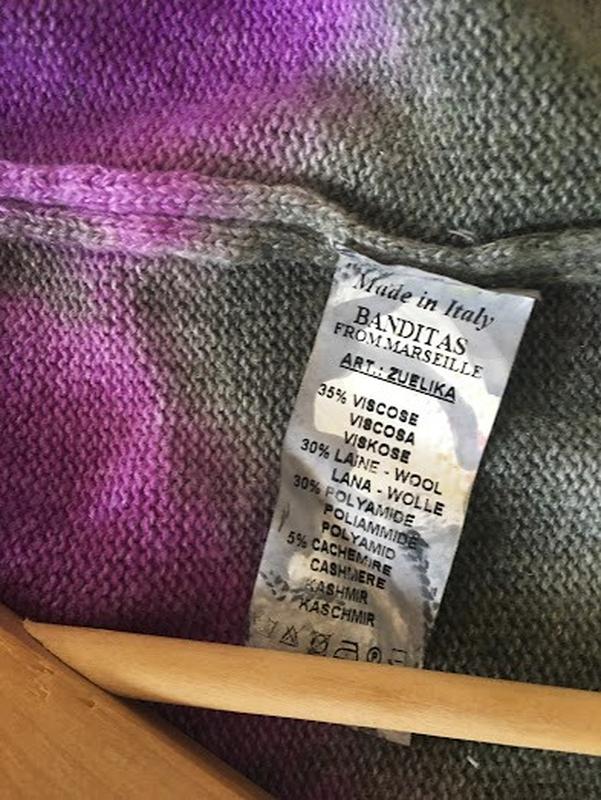 Made in Italy
BANDITAS
FROM MARSEILLE
ART.: ZUELIKA
35% VISCOSE
VISCOSA
VISKOSE
30% LAINE - WOOL
LANA - WOLLE
30% POLYAMIDE
POLIAMMIDE
POLYAMID
5% CACHEMIRE
CASHMERE
KASHMIR
KASCHMIR